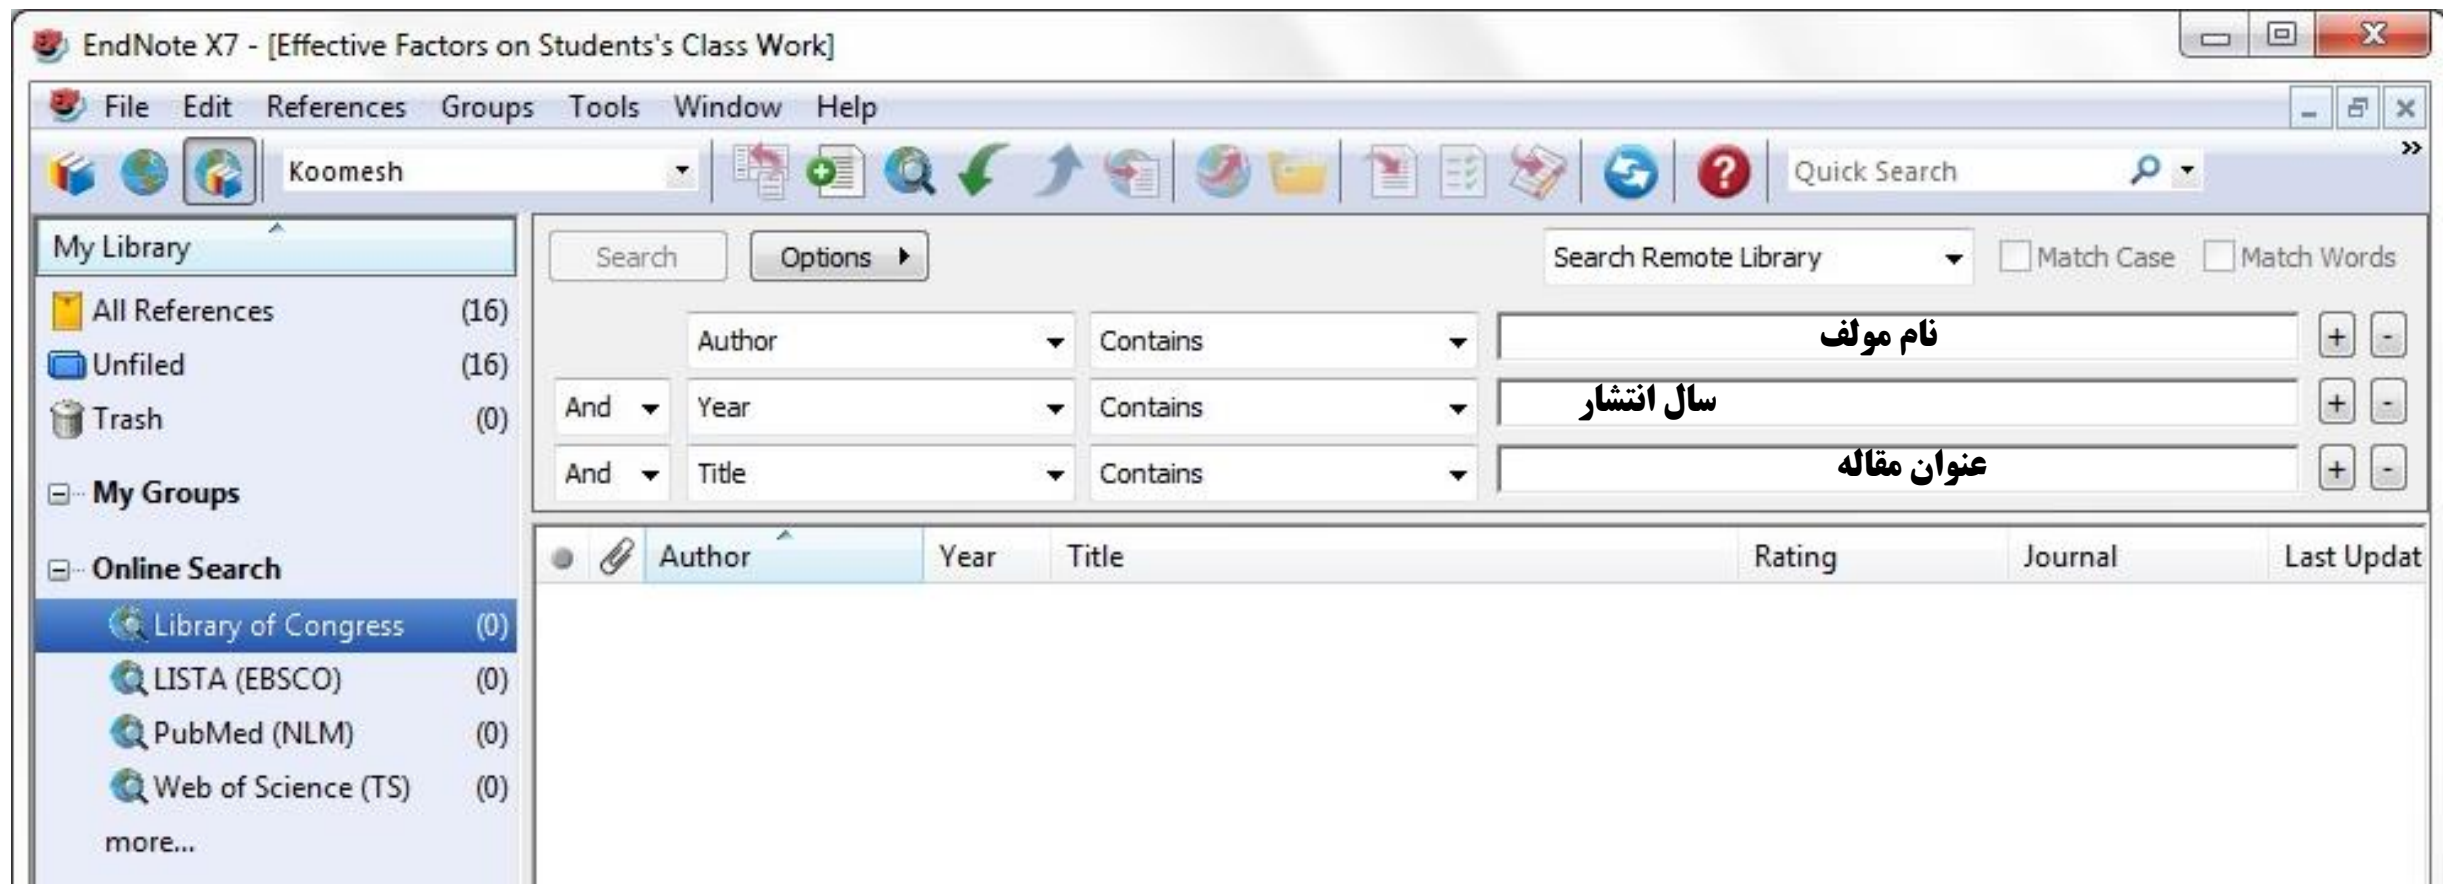 EndNote X7 - [Effective Factors on Students's Class Work]
File Edit References Groups Tools Window Help
Koomesh Quick Search
My Library
All References (16)
Unfiled (16)
Trash (0)
My Groups
Online Search
Library of Congress (0)
LISTA (EBSCO) (0)
PubMed (NLM) (0)
Web of Science (TS) (0)
more...
Search Options Search Remote Library Match Case Match Words
Author Contains نام مولف + -
And Year Contains سال انتشار + -
And Title Contains عنوان مقاله + -
Author Year Title Rating Journal Last Updat